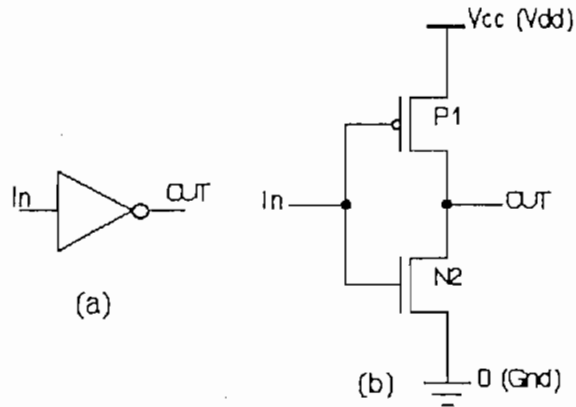 In
OUT
(a)
Vcc (Vdd)
P1
In
OUT
N2
(b)
0 (Gnd)